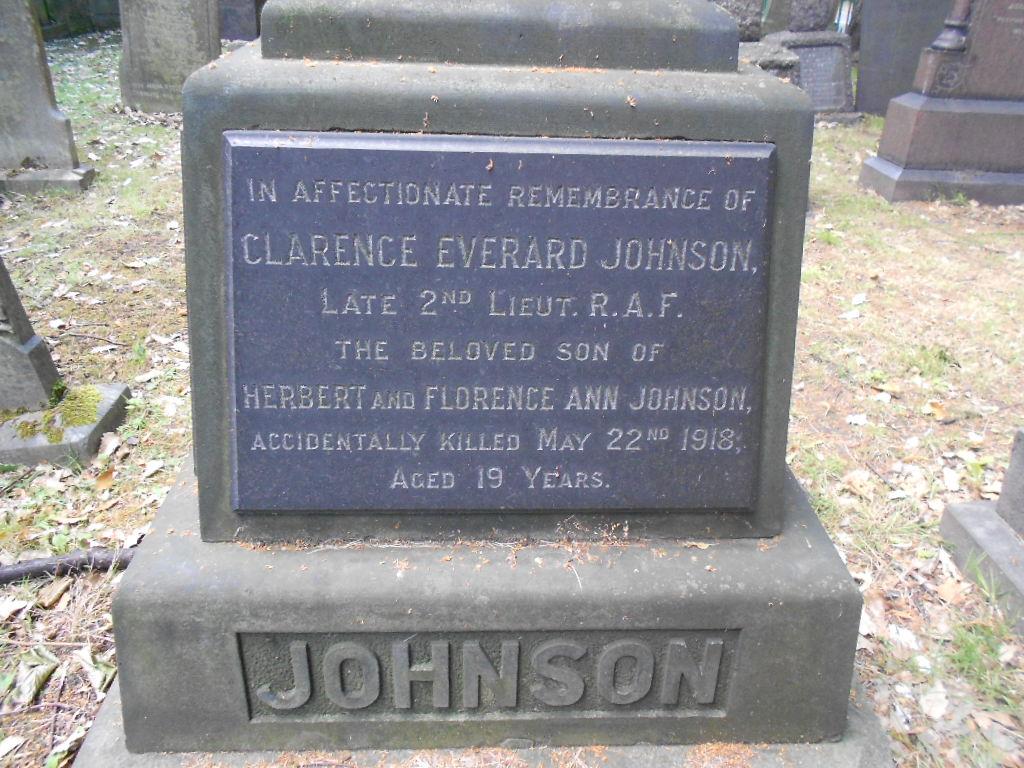 IN AFFECTIONATE REMEMBRANCE OF
CLARENCE EVERARD JOHNSON,
LATE 2ND LIEUT. R.A.F.
THE BELOVED SON OF
HERBERT AND FLORENCE ANN JOHNSON,
ACCIDENTALLY KILLED MAY 22ND 1918,
AGED 19 YEARS.
JOHNSON